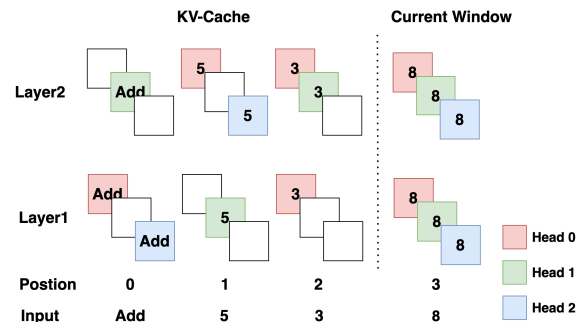 KV-Cache Current Window
5 3 8
Layer2 Add 3 8
5 8
Add 3 8
Layer1 5 8
Add 8 Head 0
Head 1
Postion 0 1 2 3
Head 2
Input Add 5 3 8